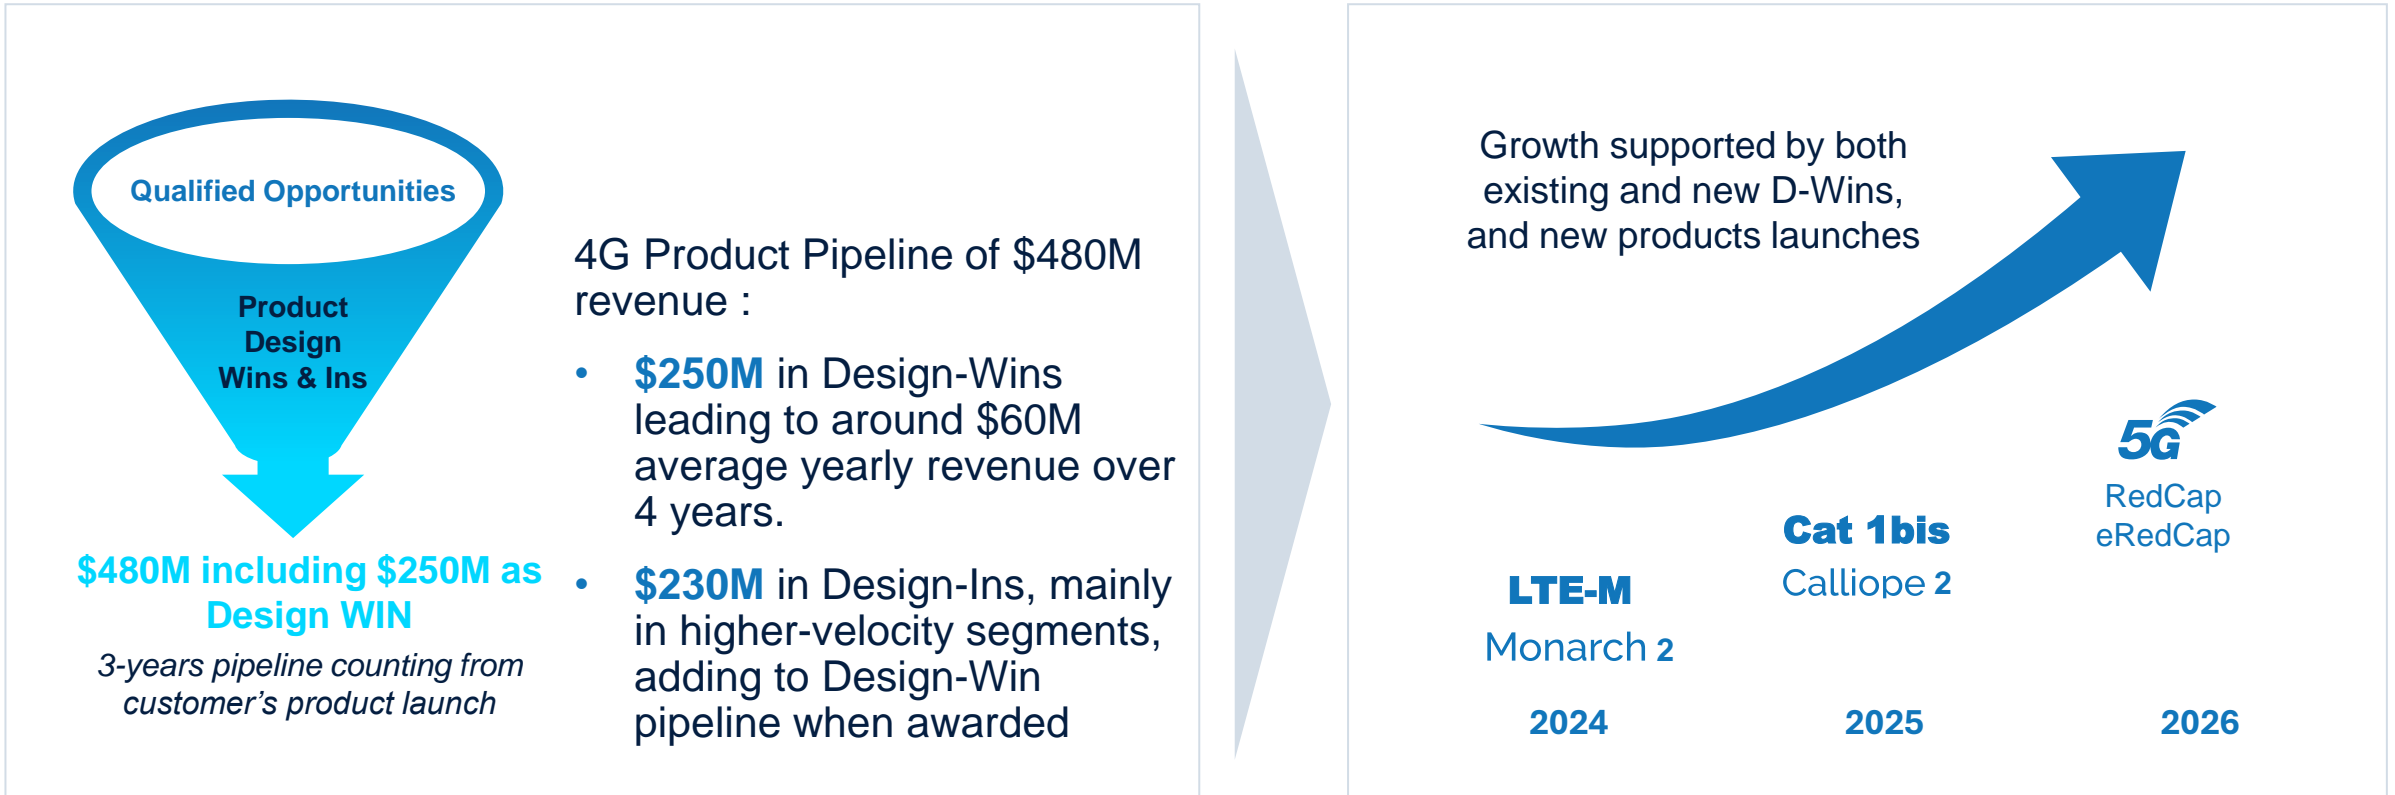 Qualified Opportunities
Product
Design
Wins & Ins
$480M including $250M as
Design WIN
3-years pipeline counting from
customer’s product launch
4G Product Pipeline of $480M
revenue :
• $250M in Design-Wins
leading to around $60M
average yearly revenue over
4 years.
• $230M in Design-Ins, mainly
in higher-velocity segments,
adding to Design-Win
pipeline when awarded
Growth supported by both
existing and new D-Wins,
and new products launches
LTE-M
Monarch 2
2024
Cat 1bis
Calliope 2
2025
5G
RedCap
eRedCap
2026